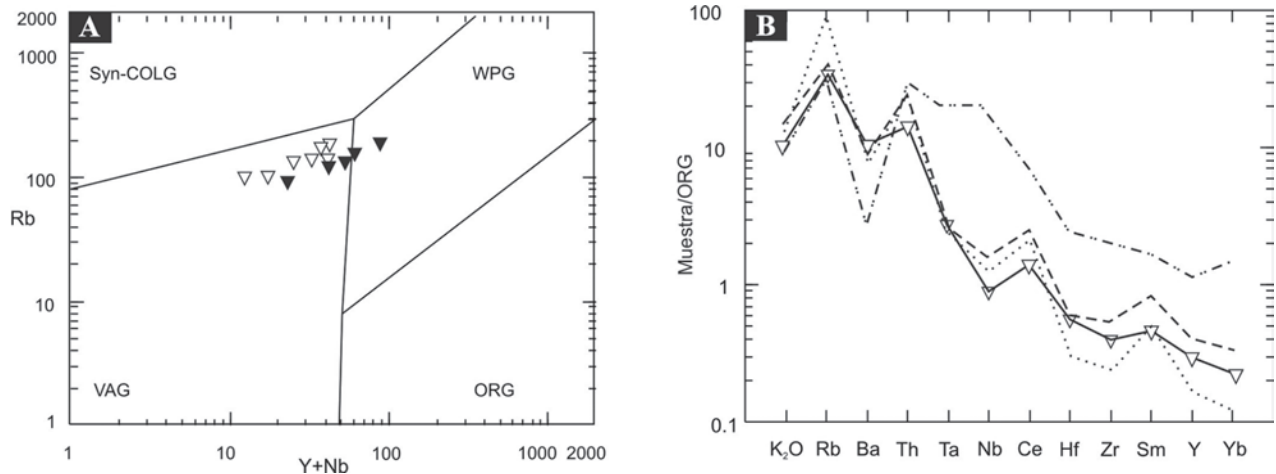 A
2000
1000
100
10
1
Rb
Syn-COLG
WPG
VAG
ORG
1 10 100 1000 2000
Y+Nb
B
100
10
1
0.1
Muestra/ORG
K₂O Rb Ba Th Ta Nb Ce Hf Zr Sm Y Yb